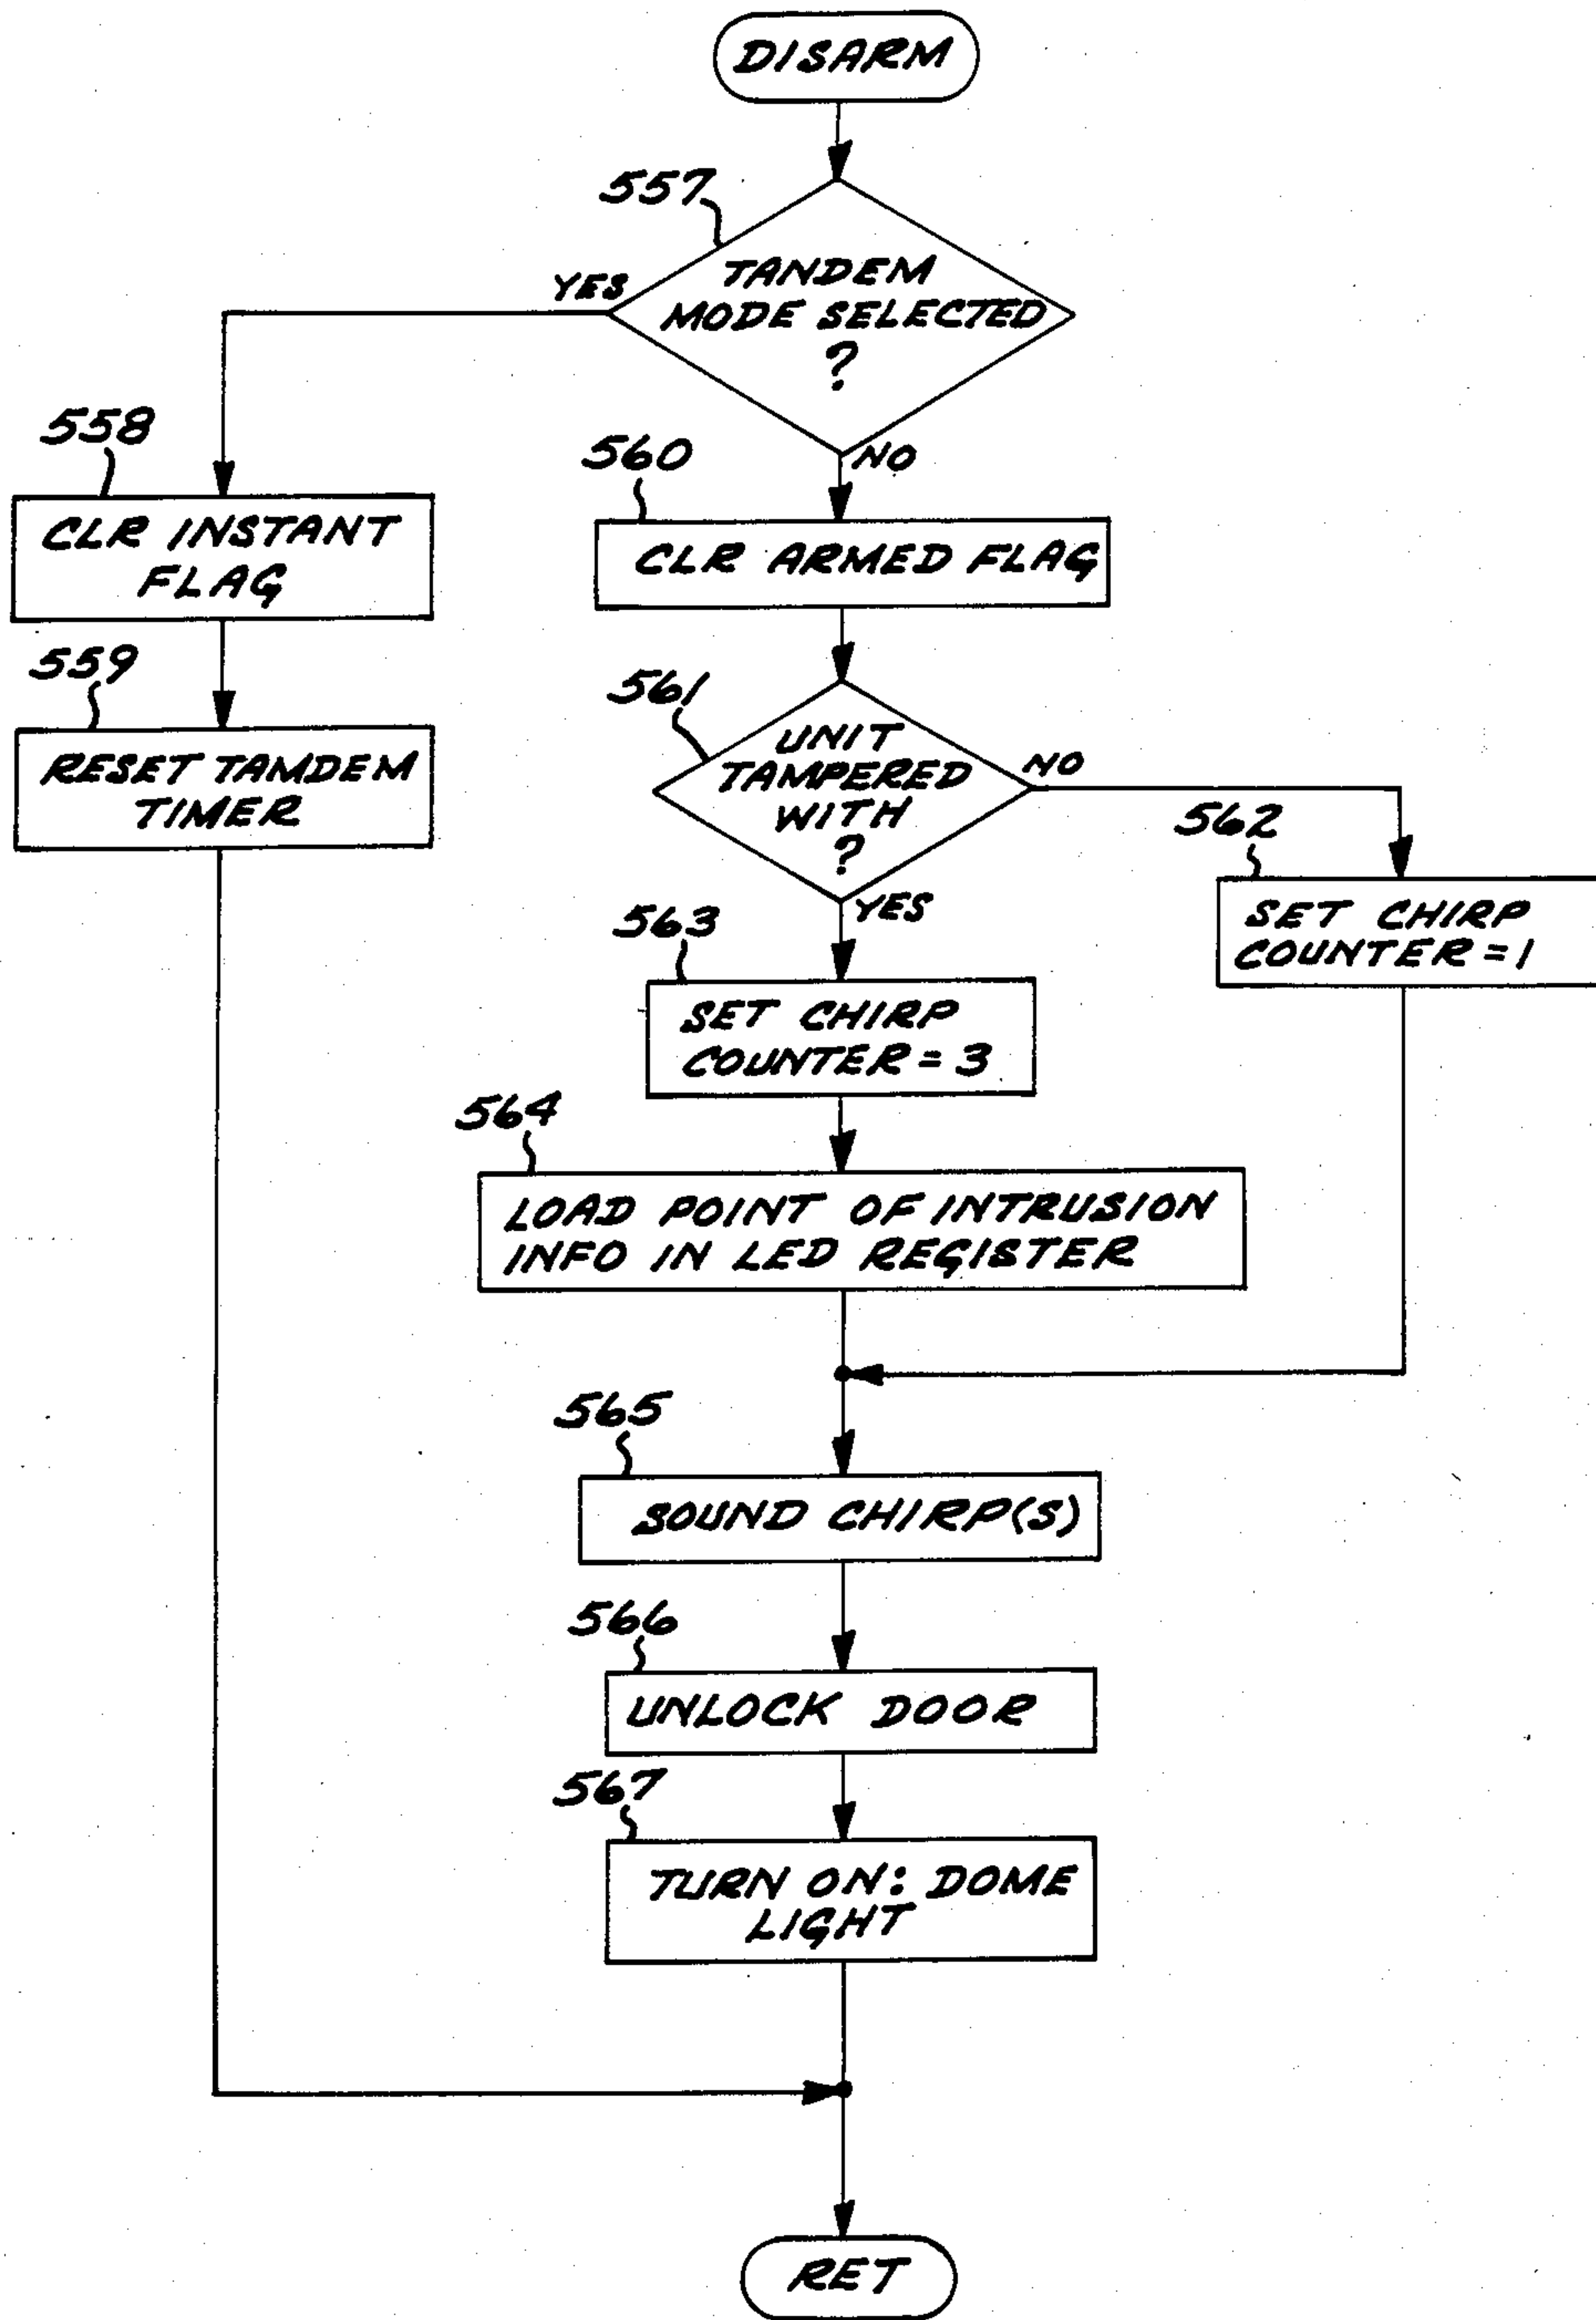 DISARM
557
TANDEM
MODE SELECTED
?
YES
NO
558
CLR INSTANT
FLAG
559
RESET TAMDEM
TIMER
560
CLR ARMED FLAG
561
UNIT
TAMPERED
WITH
?
NO
YES
562
SET CHIRP
COUNTER = 1
563
SET CHIRP
COUNTER = 3
564
LOAD POINT OF INTRUSION
INFO IN LED REGISTER
565
SOUND CHIRP(S)
566
UNLOCK DOOR
567
TURN ON: DOME
LIGHT
RET